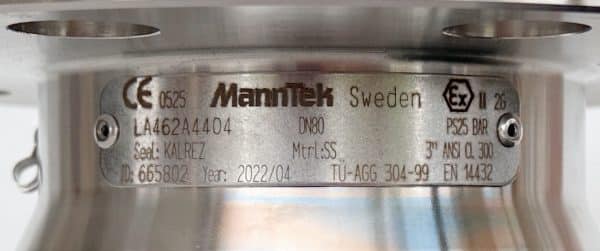 CE 0525 MannTek Sweden Ex II 2G
LA462A4404 DN80 PS25 BAR
Seal: KALREZ Mtrl:SS 3" ANSI CL 300
ID: 665802 Year: 2022/04 TÜ-AGG 304-99 EN 14432